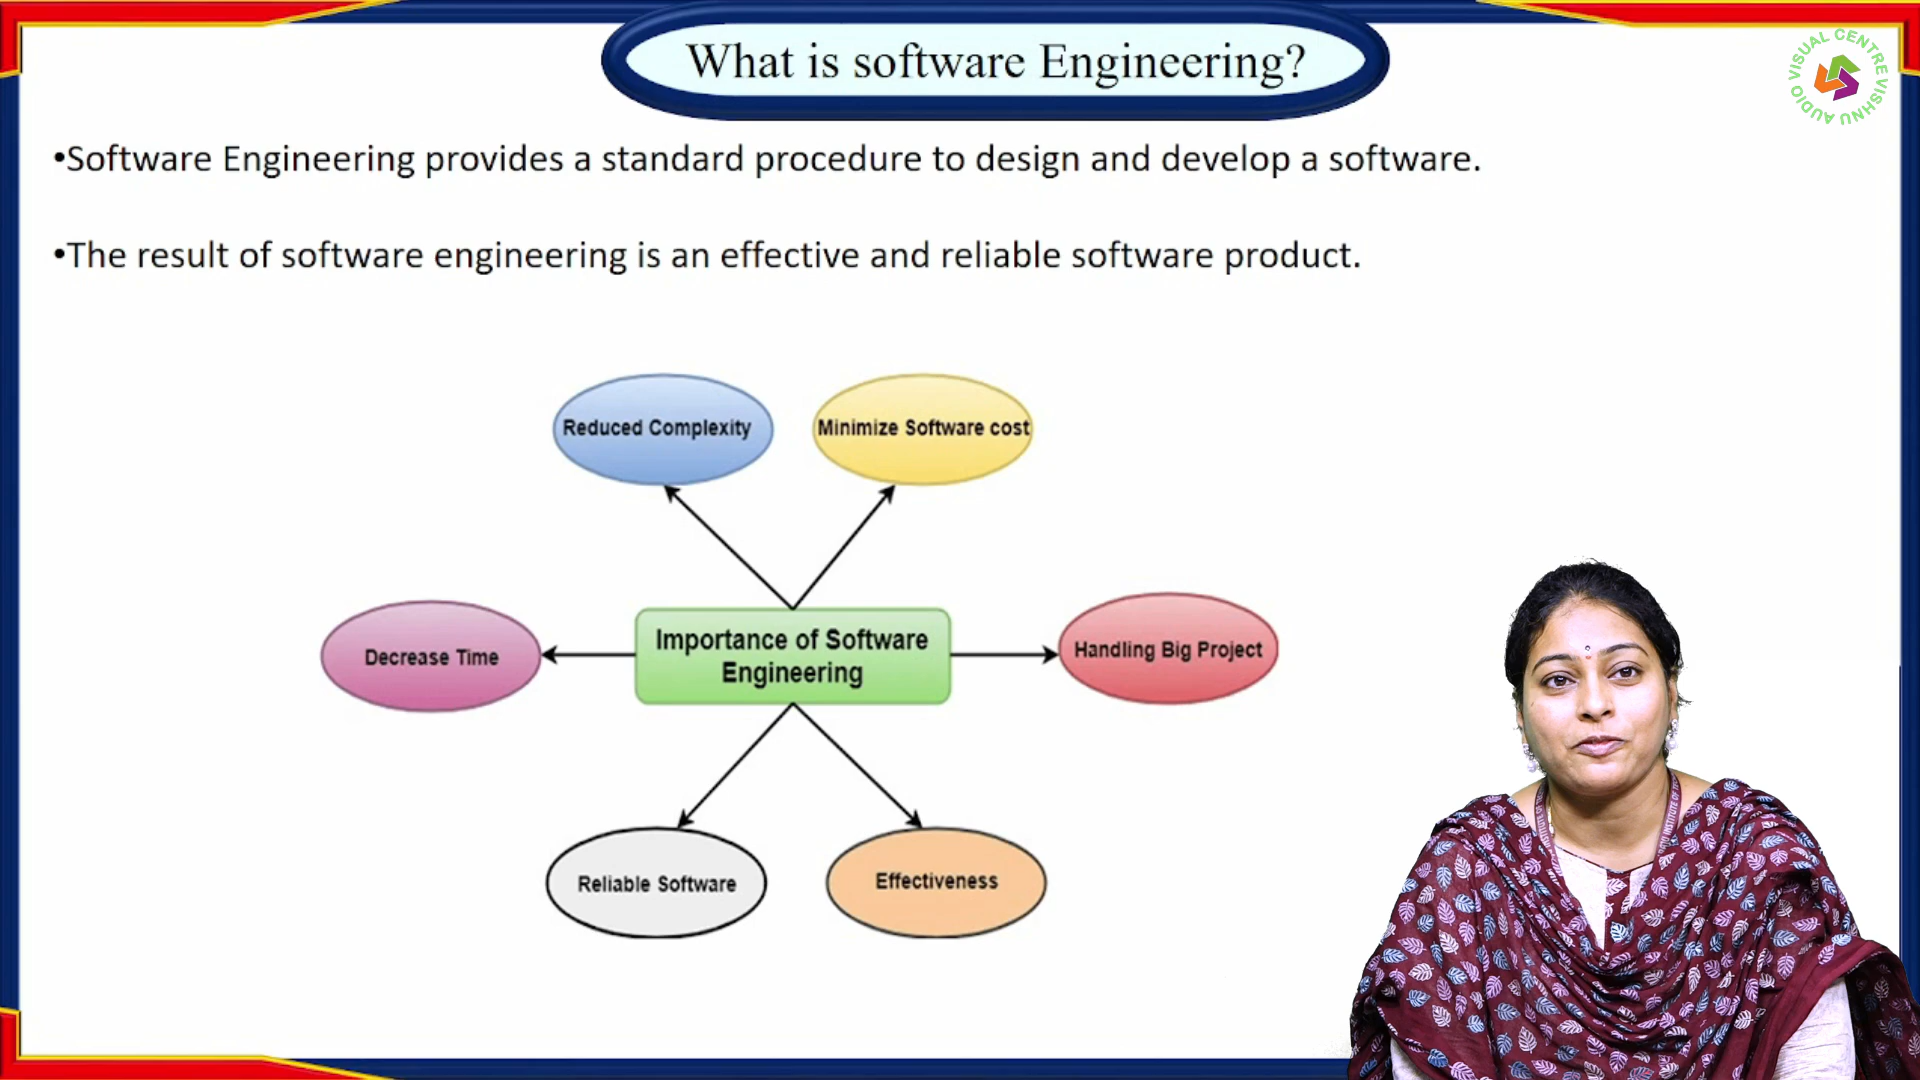 What is software Engineering?
VISUAL CENTRE VISHNU AUDIO
•Software Engineering provides a standard procedure to design and develop a software.
•The result of software engineering is an effective and reliable software product.
Reduced Complexity
Minimize Software cost
Decrease Time
Importance of Software
Engineering
Handling Big Project
Reliable Software
Effectiveness
INSTITUTE OF